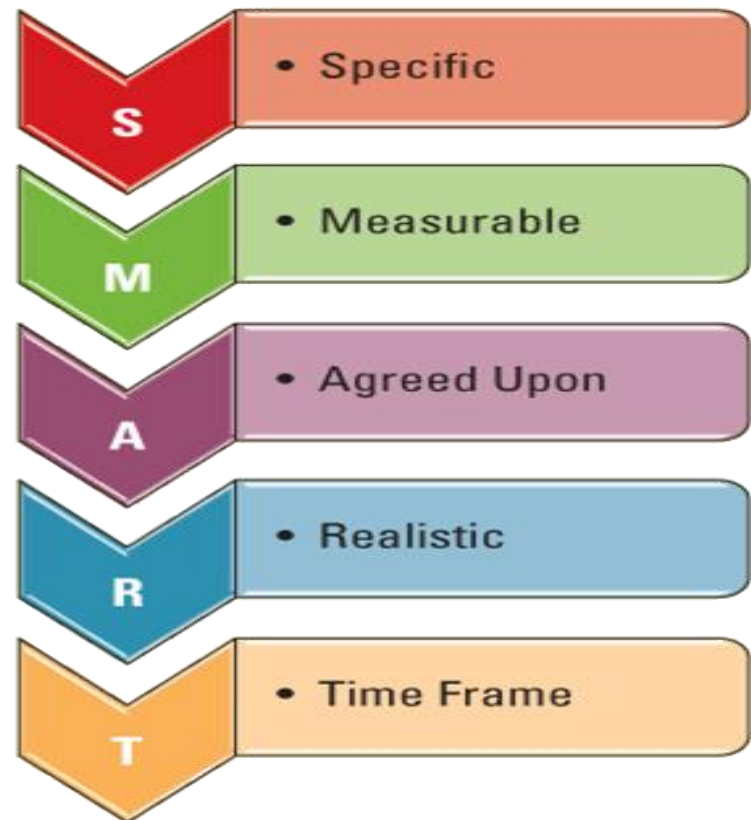 S
• Specific
M
• Measurable
A
• Agreed Upon
R
• Realistic
T
• Time Frame